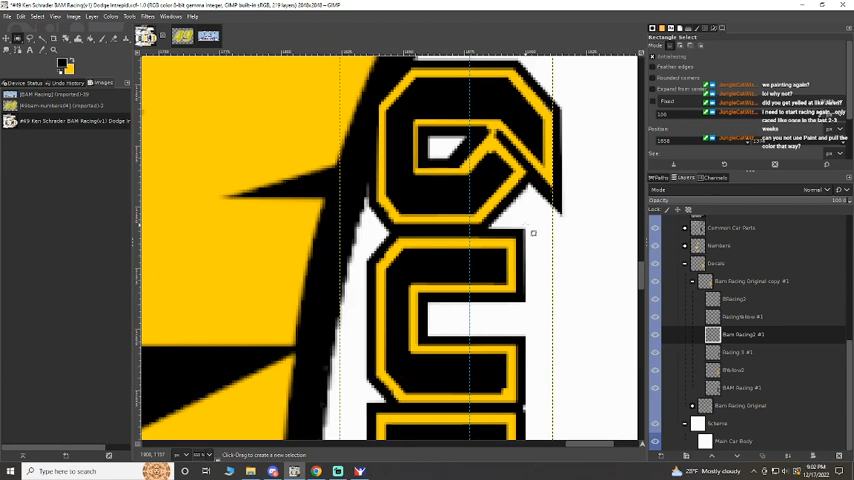 *#49 Ken Schrader BAM Racing(v1) Dodge Intrepid.xcf-1.0 (RGB color 8-bit gamma integer, GIMP built-in sRGB, 219 layers) 2048x2048 – GIMP
File Edit Select View Image Layer Colors Tools Filters Windows Help
Device Status Undo History Images
[BAM Racing] (imported)-39
[#49bam-numbers04] (imported)-2
#49 Ken Schrader BAM Racing(v1) Dodge In
Rectangle Select
Mode
Antialiasing
Feather edges
Rounded corners
Expand from center
Fixed
100
Position:
px
Size:
px
we painting again?
lol why not?
I need to start racing again...only
raced like once in the last 2-3
weeks
can you not use Paint and pull the
color that way?
Paths Layers Channels
Mode Normal
Opacity 100.0
Lock:
Common Car Parts
Numbers
Decals
Bam Racing Original copy #1
BRacing2
RacingYellow #1
Bam Racing2 #1
Racing 3 #1
BYellow2
BAM Racing #1
Bam Racing Original
Scheme
Main Car Body
px
Click-Drag to create a new selection
Type here to search
28°F Mostly cloudy
9:02 PM
12/17/2022